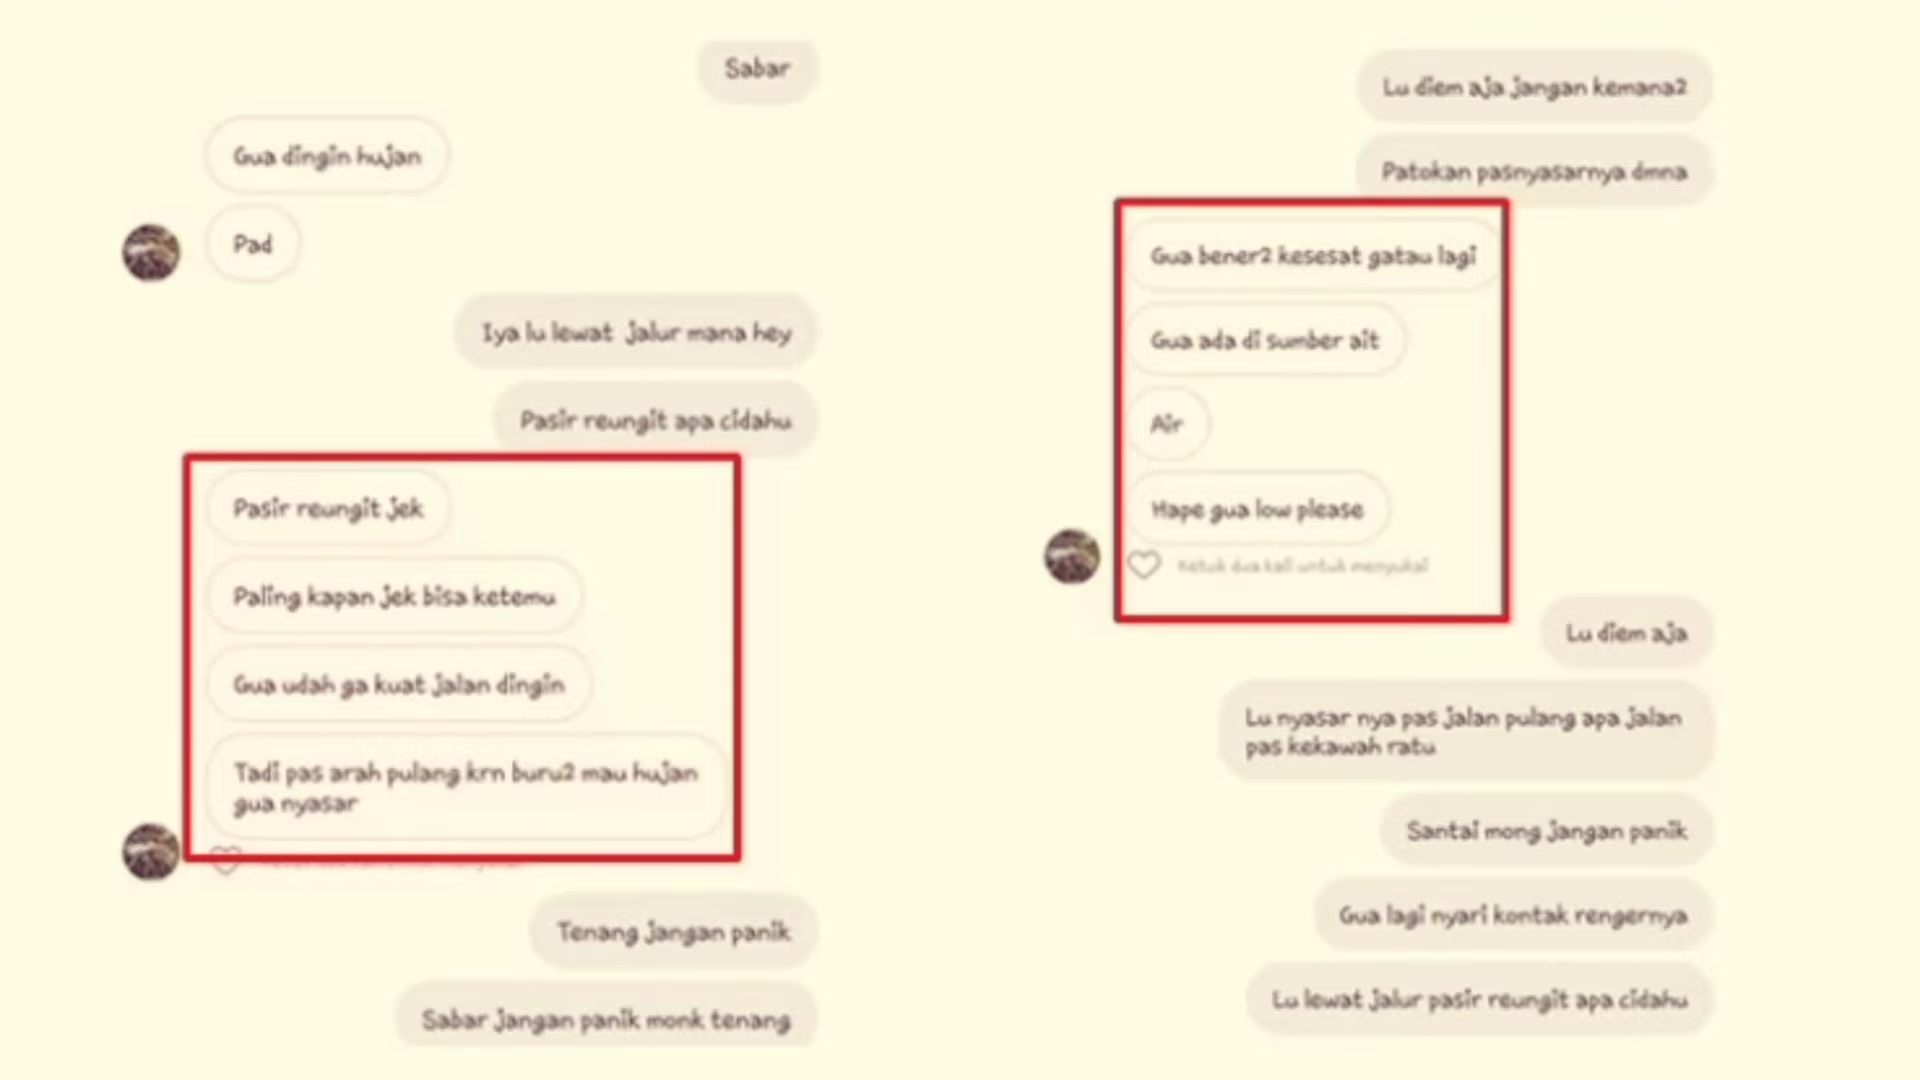 Sabar
Gua dingin hujan
Pad
Iya lu lewat jalur mana hey
Pasir reungit apa cidahu
Pasir reungit jek
Paling kapan jek bisa ketemu
Gua udah ga kuat jalan dingin
Tadi pas arah pulang krn buru2 mau hujan
gua nyasar
Tenang jangan panik
Sabar jangan panik monk tenang
Lu diem aja jangan kemana2
Patokan pasnyasarnya dmna
Gua bener2 kesesat gatau lagi
Gua ada di sumber ait
Air
Hape gua low please
Ketuk dua kali untuk menyukai
Lu diem aja
Lu nyasar nya pas jalan pulang apa jalan
pas kekawah ratu
Santai mong jangan panik
Gua lagi nyari kontak rengernya
Lu lewat jalur pasir reungit apa cidahu